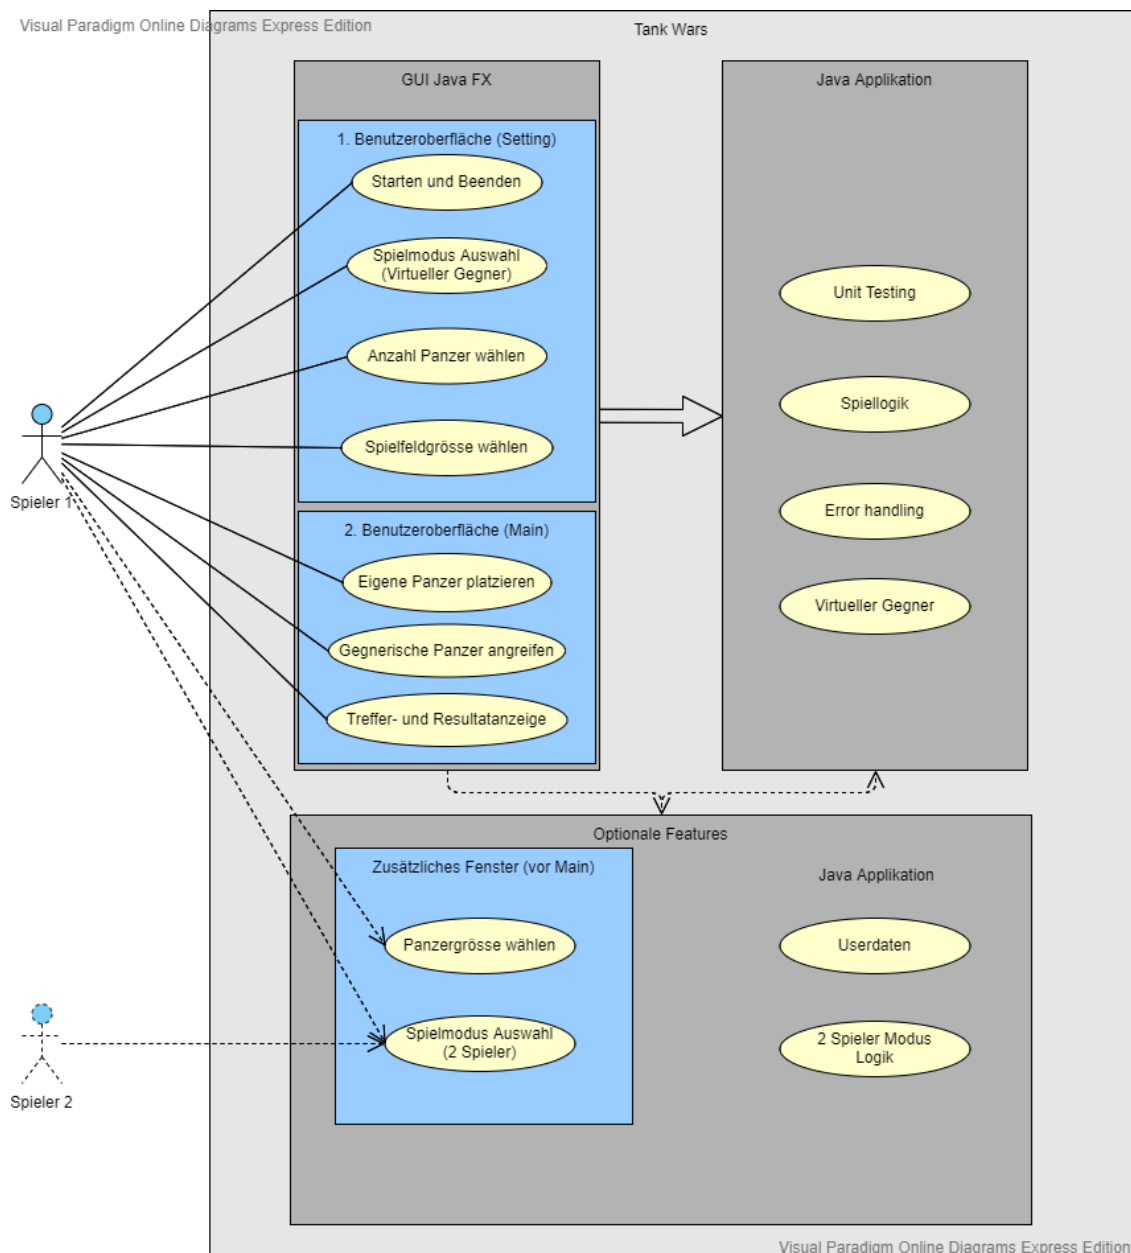 Visual Paradigm Online Diagrams Express Edition
Tank Wars
GUI Java FX
Java Applikation
1. Benutzeroberfläche (Setting)
Starten und Beenden
Spielmodus Auswahl
(Virtueller Gegner)
Anzahl Panzer wählen
Spielfeldgrösse wählen
Unit Testing
Spiellogik
Error handling
Virtueller Gegner
Spieler 1
2. Benutzeroberfläche (Main)
Eigene Panzer platzieren
Gegnerische Panzer angreifen
Treffer- und Resultatanzeige
Optionale Features
Zusätzliches Fenster (vor Main)
Panzergrösse wählen
Spielmodus Auswahl
(2 Spieler)
Java Applikation
Userdaten
2 Spieler Modus
Logik
Spieler 2
Visual Paradigm Online Diagrams Express Edition